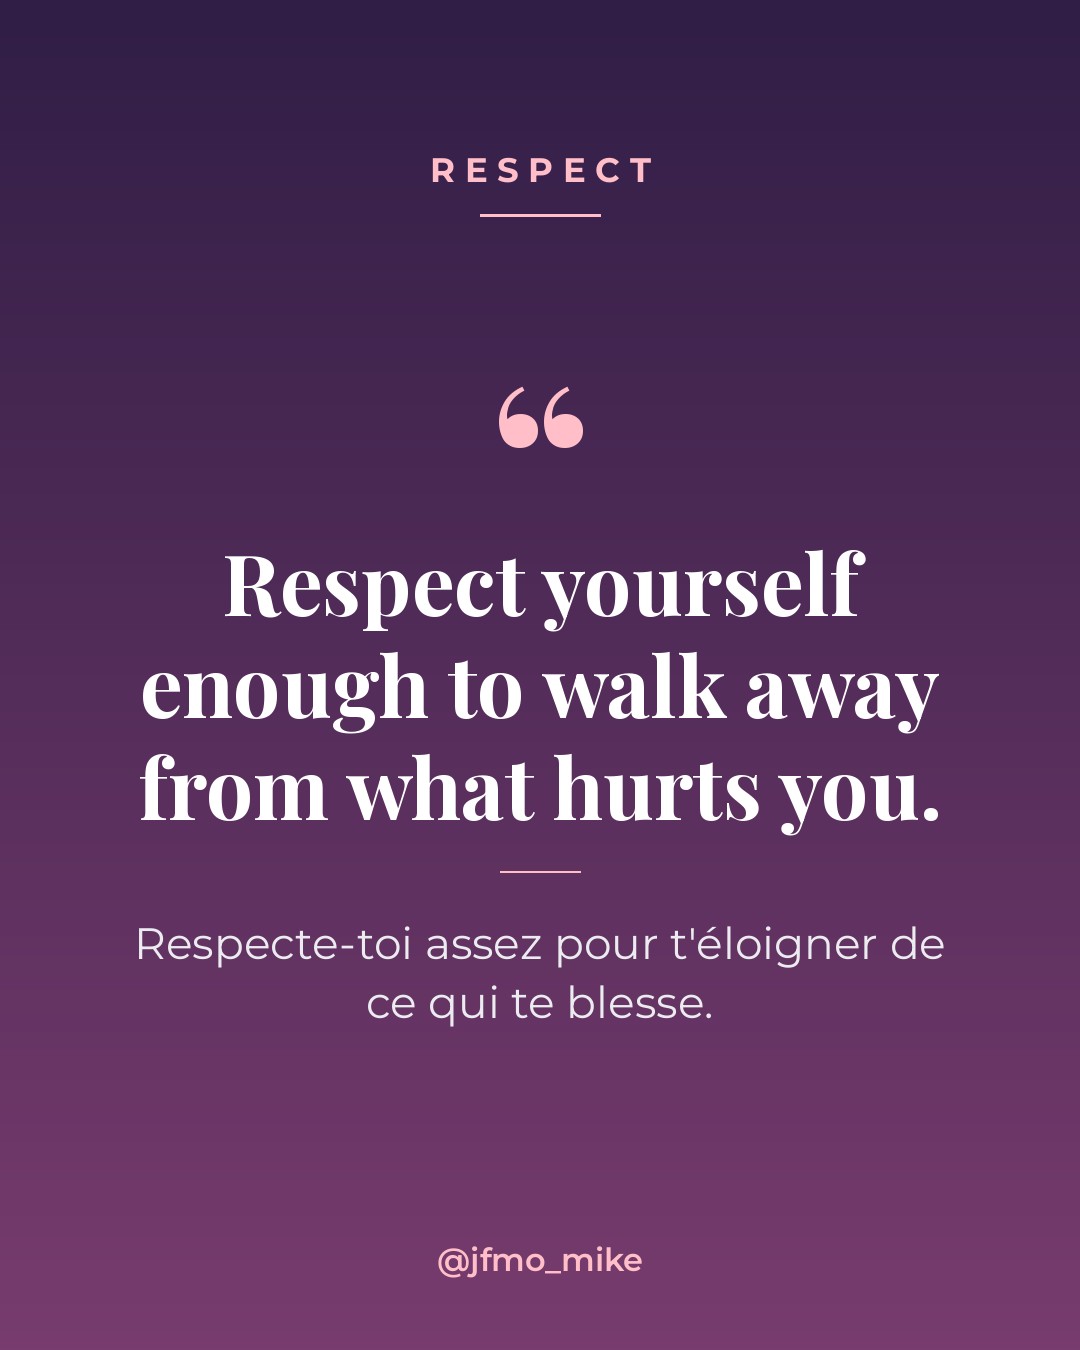 RESPECT
“
Respect yourself
enough to walk away
from what hurts you.
Respecte-toi assez pour t'éloigner de
ce qui te blesse.
@jfmo_mike